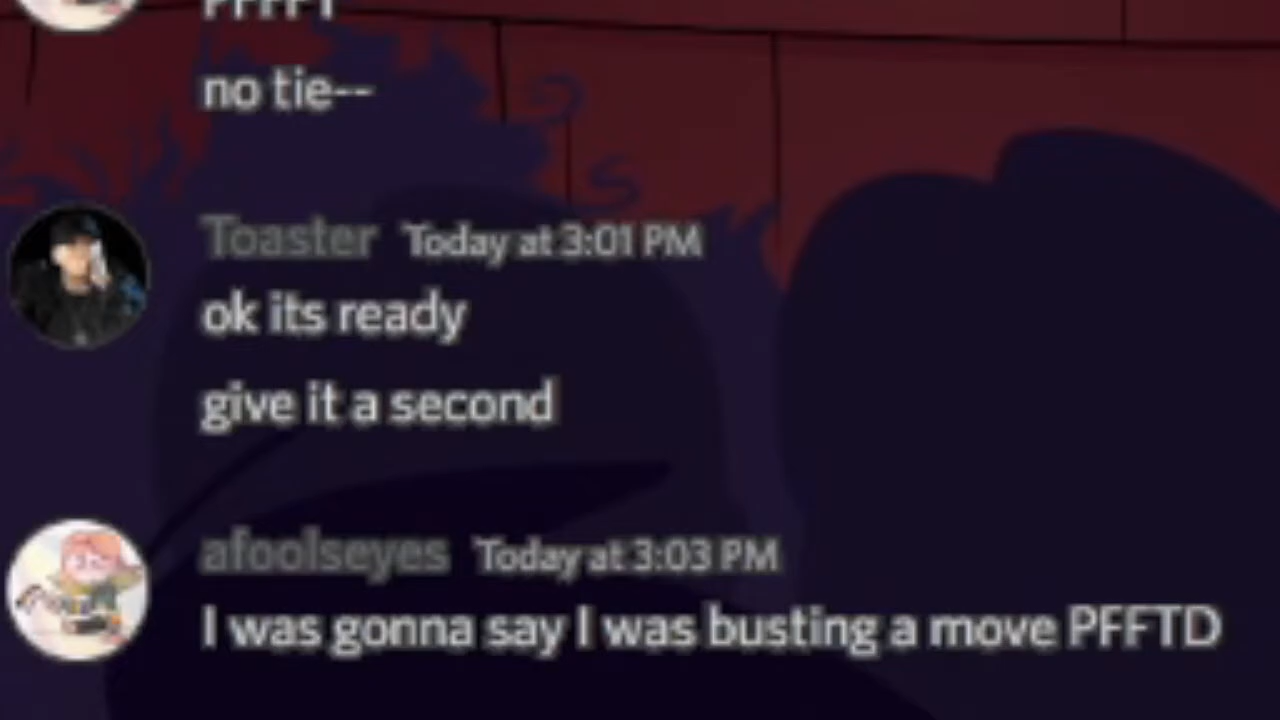 PFFFT
no tie--
Toaster Today at 3:01 PM
ok its ready
give it a second
afoolseyes Today at 3:03 PM
I was gonna say I was busting a move PFFTD